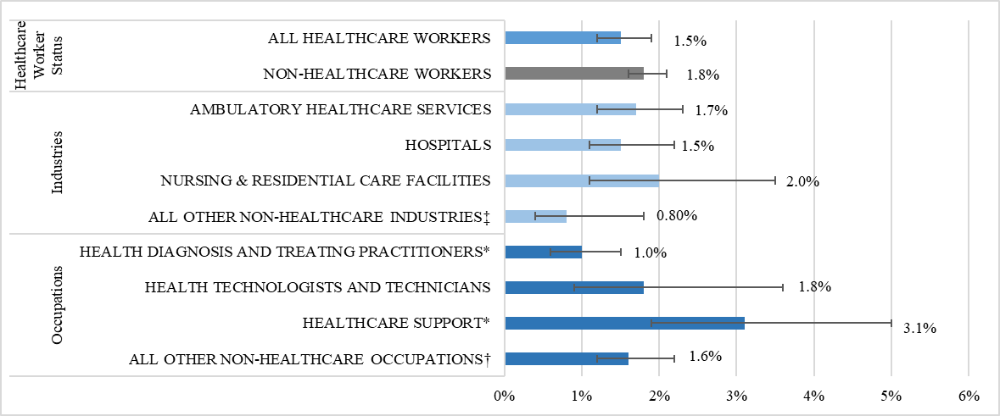 Healthcare
Worker
Status
ALL HEALTHCARE WORKERS
1.5%
NON-HEALTHCARE WORKERS
1.8%
Industries
AMBULATORY HEALTHCARE SERVICES
1.7%
HOSPITALS
1.5%
NURSING & RESIDENTIAL CARE FACILITIES
2.0%
ALL OTHER NON-HEALTHCARE INDUSTRIES‡
0.80%
Occupations
HEALTH DIAGNOSIS AND TREATING PRACTITIONERS*
1.0%
HEALTH TECHNOLOGISTS AND TECHNICIANS
1.8%
HEALTHCARE SUPPORT*
3.1%
ALL OTHER NON-HEALTHCARE OCCUPATIONS†
1.6%
0% 1% 2% 3% 4% 5% 6%